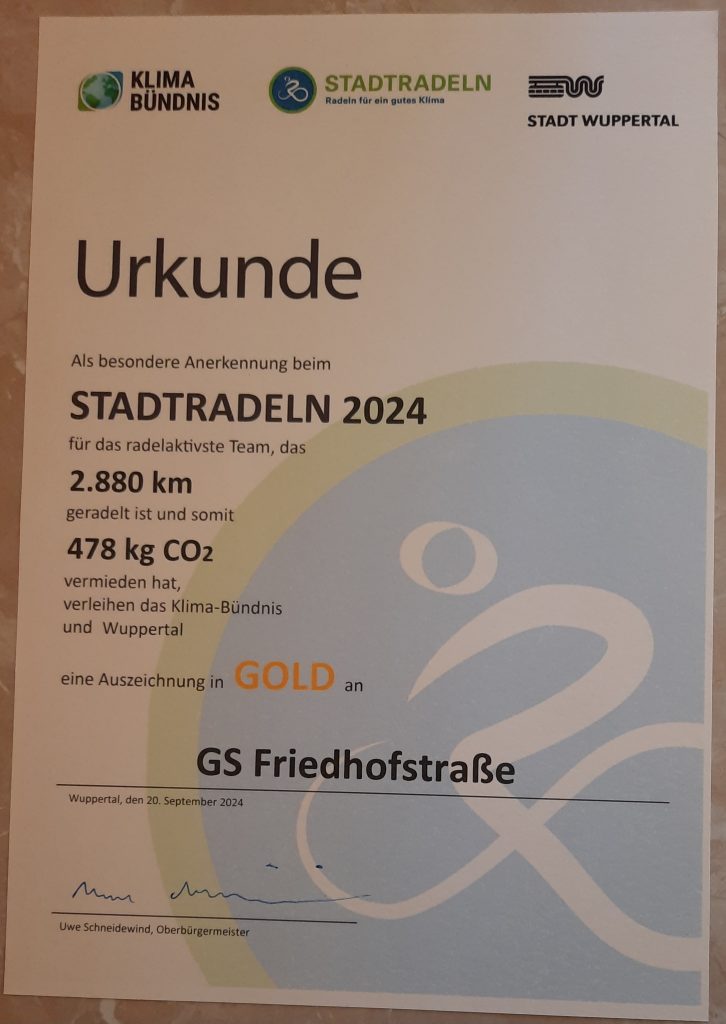 KLIMA
BÜNDNIS
STADTRADELN
Radeln für ein gutes Klima
STADT WUPPERTAL
Urkunde
Als besondere Anerkennung beim
STADTRADELN 2024
für das radelaktivste Team, das
2.880 km
geradelt ist und somit
478 kg CO2
vermieden hat,
verleihen das Klima-Bündnis
und Wuppertal
eine Auszeichnung in GOLD an
GS Friedhofstraße
Wuppertal, den 20. September 2024
Uwe Schneidewind, Oberbürgermeister